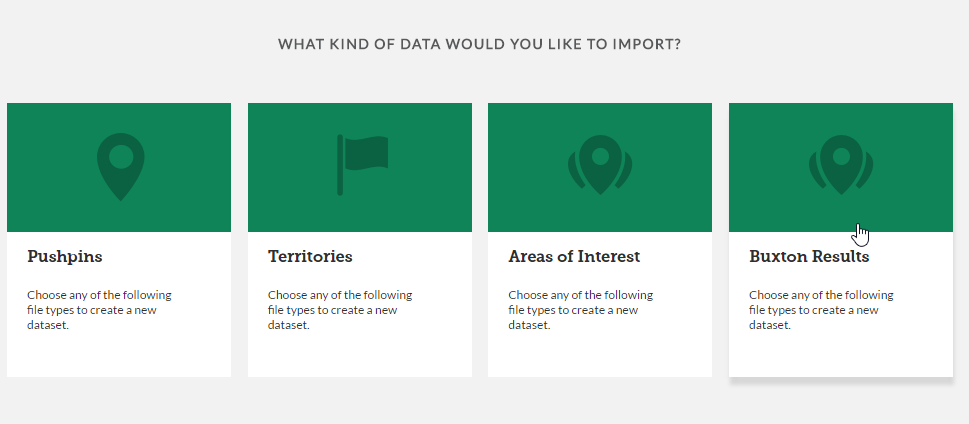 WHAT KIND OF DATA WOULD YOU LIKE TO IMPORT?
Pushpins
Choose any of the following
file types to create a new
dataset.
Territories
Choose any of the following
file types to create a new
dataset.
Areas of Interest
Choose any of the following
file types to create a new
dataset.
Buxton Results
Choose any of the following
file types to create a new
dataset.